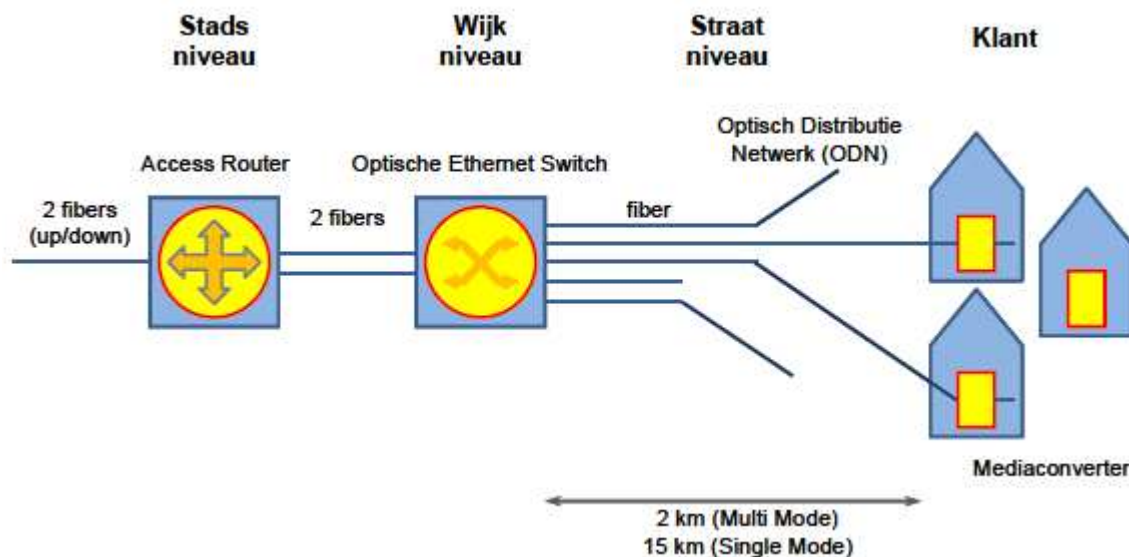 Stads
niveau
Wijk
niveau
Straat
niveau
Klant
Optisch Distributie
Netwerk (ODN)
Access Router
Optische Ethernet Switch
2 fibers
(up/down)
2 fibers
fiber
Mediaconverter
2 km (Multi Mode)
15 km (Single Mode)